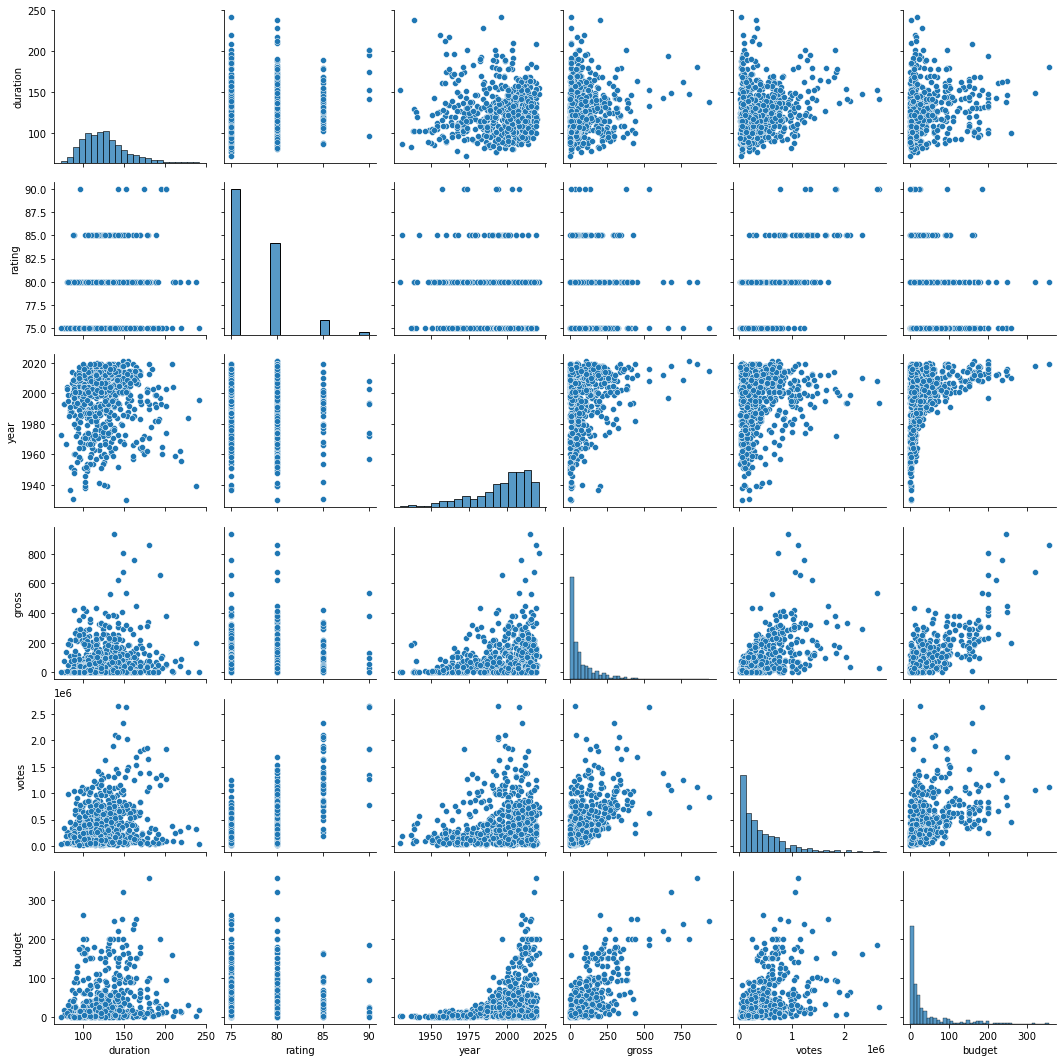 250
200
150
100
duration
90.0
87.5
85.0
82.5
80.0
77.5
75.0
rating
2020
2000
1980
1960
1940
year
800
600
400
200
0
gross
1e6
2.5
2.0
1.5
1.0
0.5
0.0
votes
300
200
100
0
budget
100 150 200 250
75 80 85 90
1950 1975 2000 2025
0 250 500 750
0 1 2
1e6
0 100 200 300
duration rating year gross votes budget